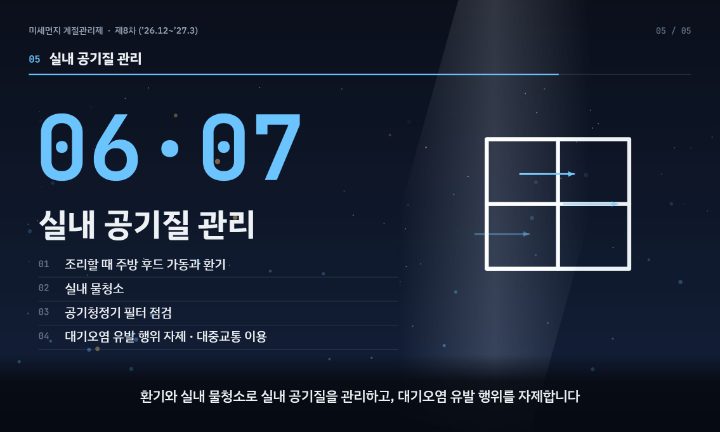 미세먼지 계절관리제 · 제8차 ('26.12~'27.3)
05 / 05
05 실내 공기질 관리
06·07
실내 공기질 관리
01 조리할 때 주방 후드 가동과 환기
02 실내 물청소
03 공기청정기 필터 점검
04 대기오염 유발 행위 자제 · 대중교통 이용
환기와 실내 물청소로 실내 공기질을 관리하고, 대기오염 유발 행위를 자제합니다